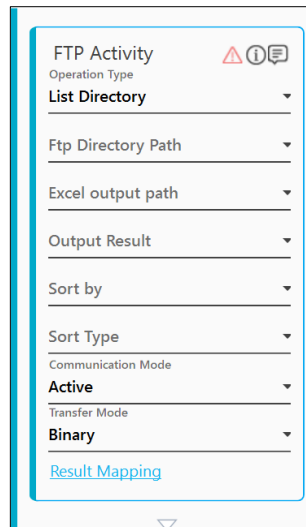 FTP Activity
Operation Type
List Directory
Ftp Directory Path
Excel output path
Output Result
Sort by
Sort Type
Communication Mode
Active
Transfer Mode
Binary
Result Mapping